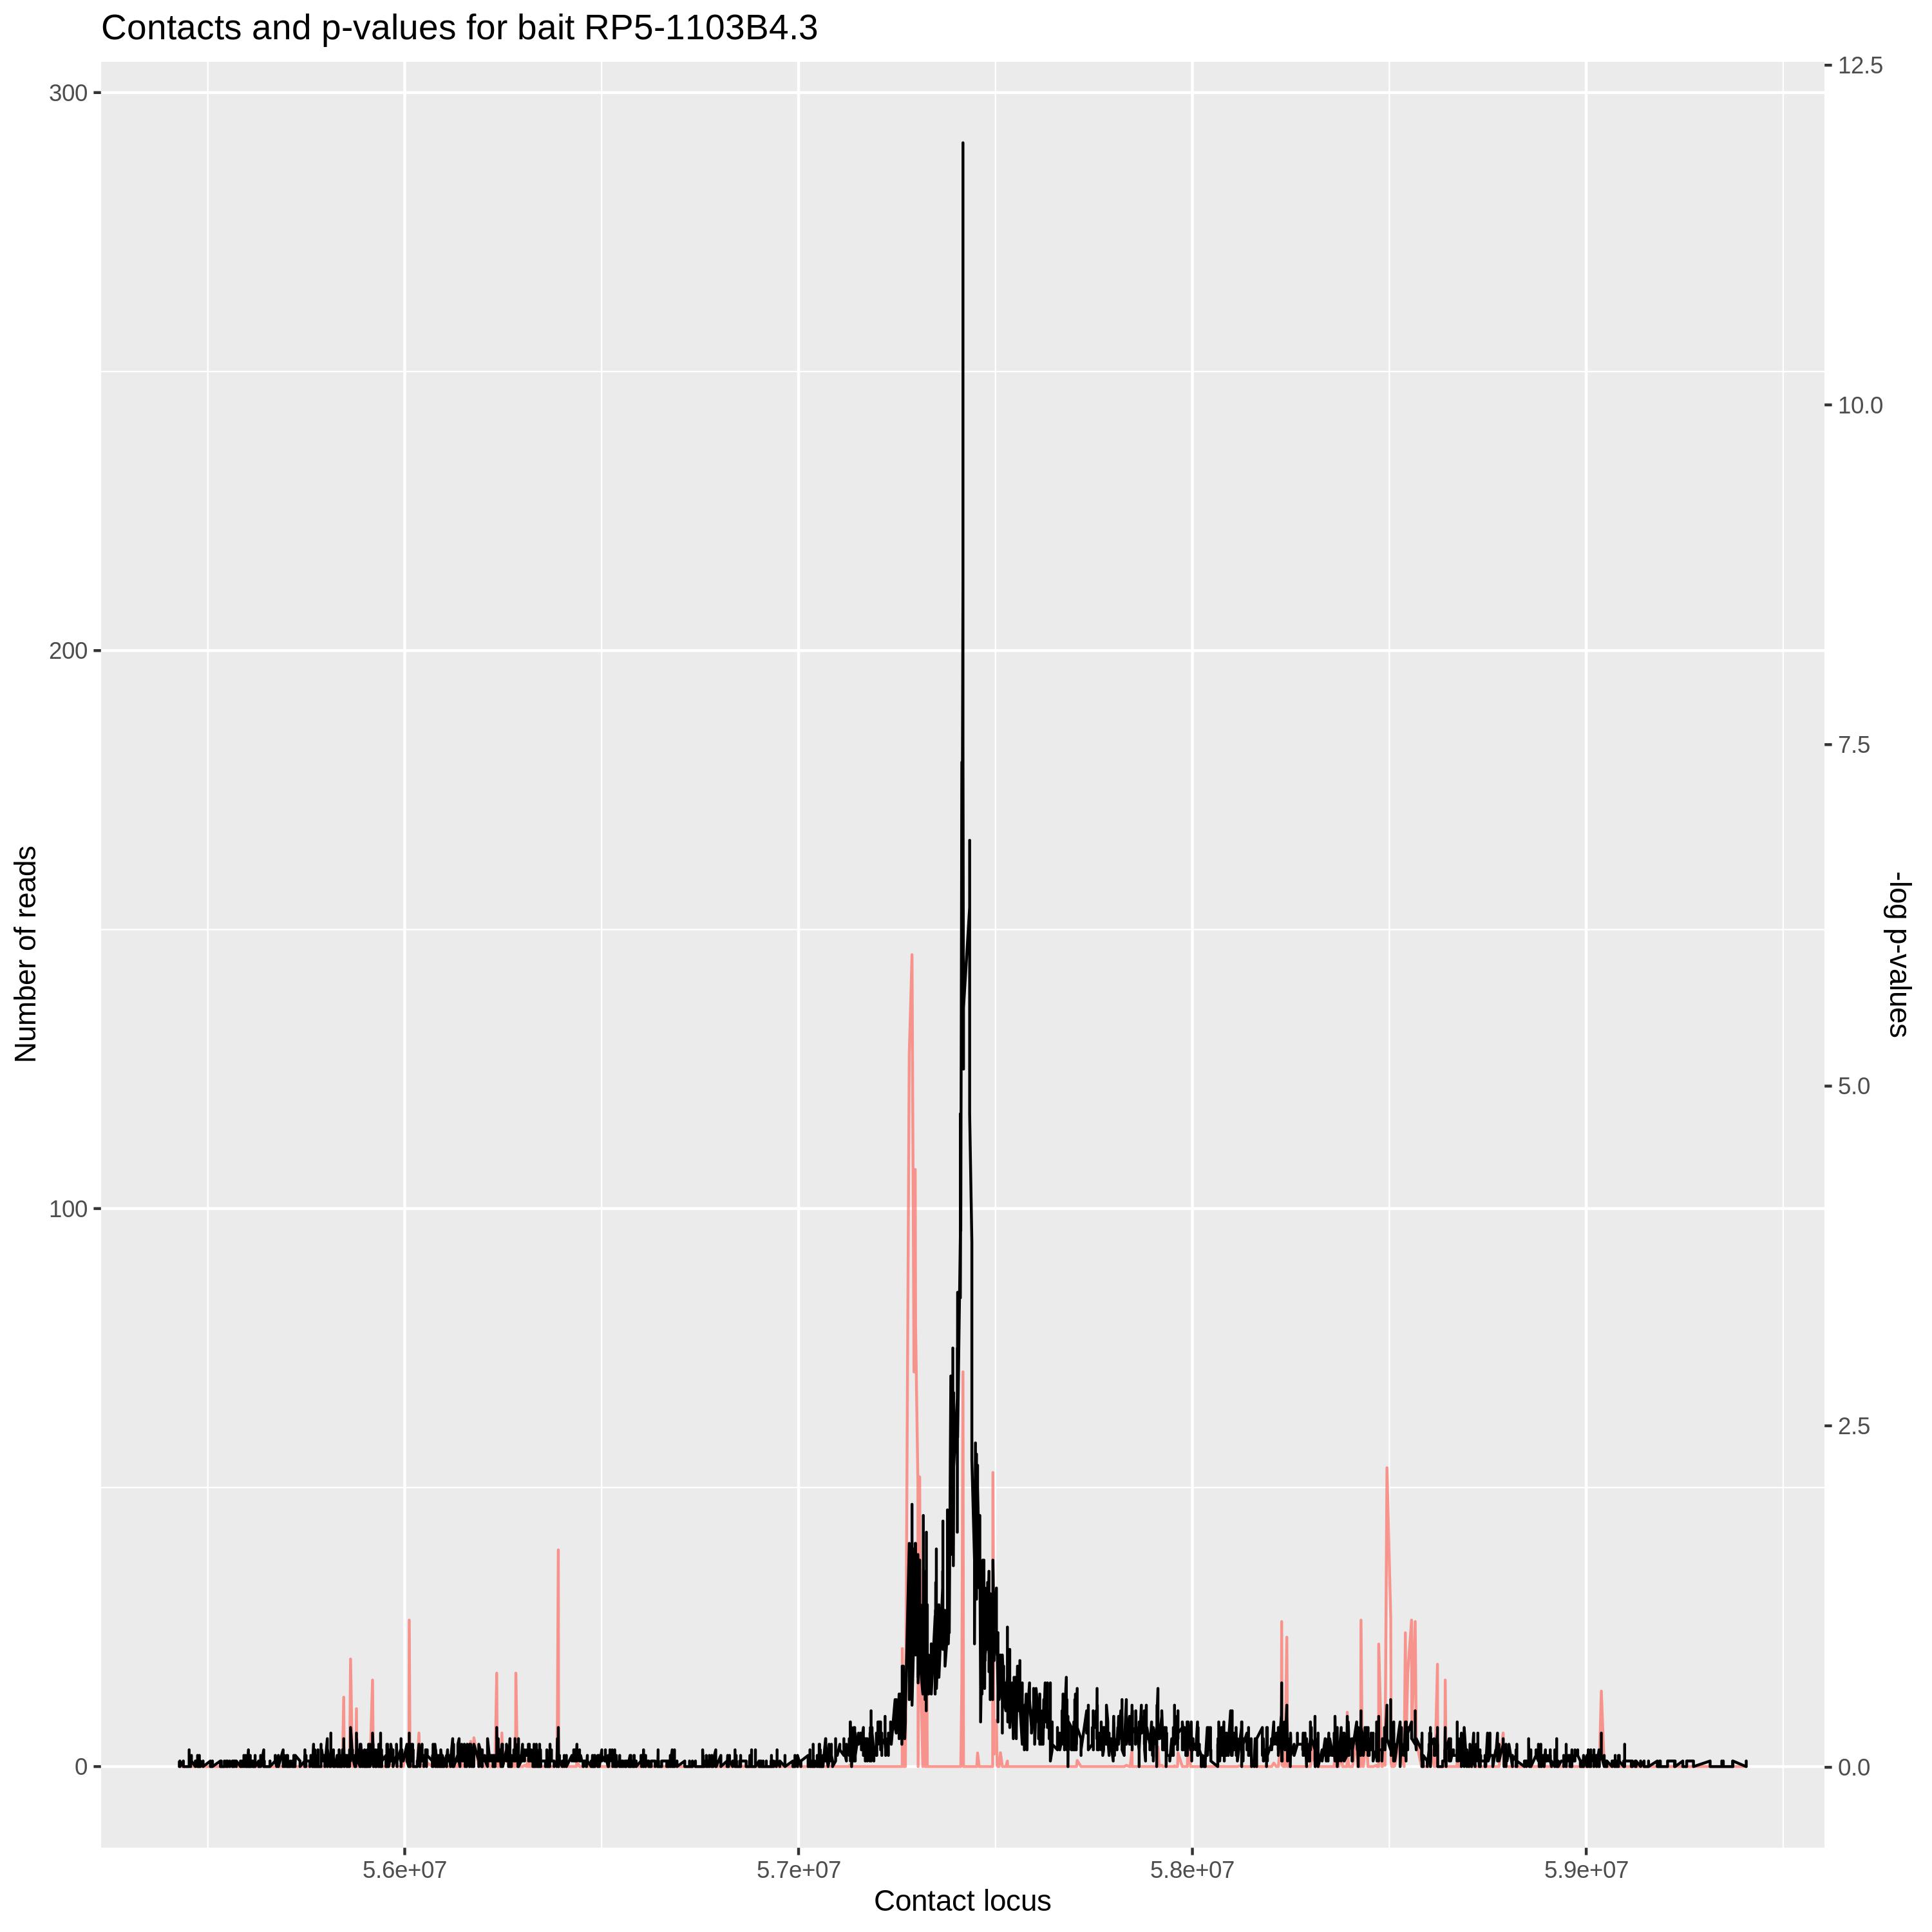 Contacts and p-values for bait RP5-1103B4.3
300
200
100
0
Number of reads
12.5
10.0
7.5
5.0
2.5
0.0
-log p-values
5.6e+07
5.7e+07
5.8e+07
5.9e+07
Contact locus